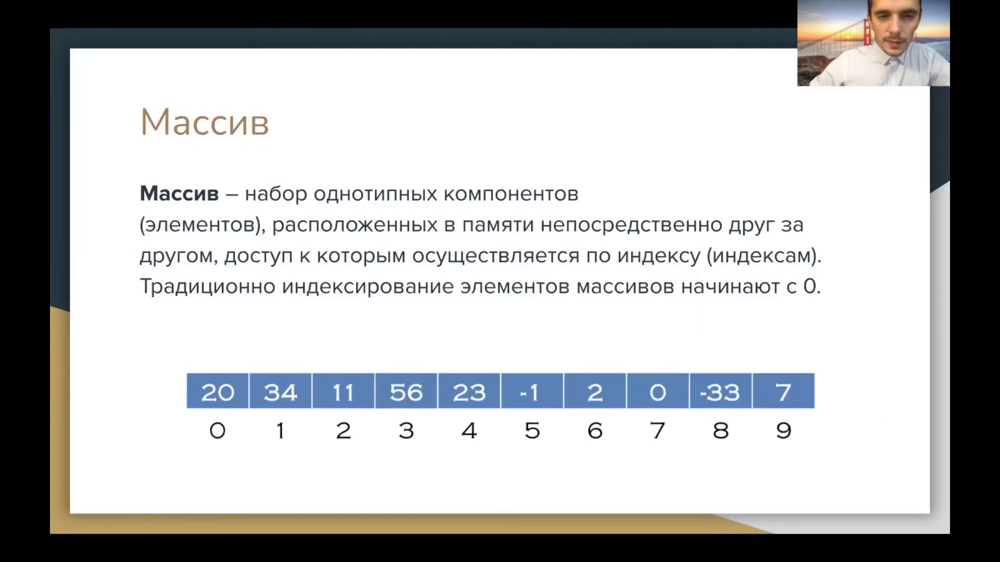 Массив
Массив – набор однотипных компонентов
(элементов), расположенных в памяти непосредственно друг за
другом, доступ к которым осуществляется по индексу (индексам).
Традиционно индексирование элементов массивов начинают с 0.
20 34 11 56 23 -1 2 0 -33 7
0 1 2 3 4 5 6 7 8 9